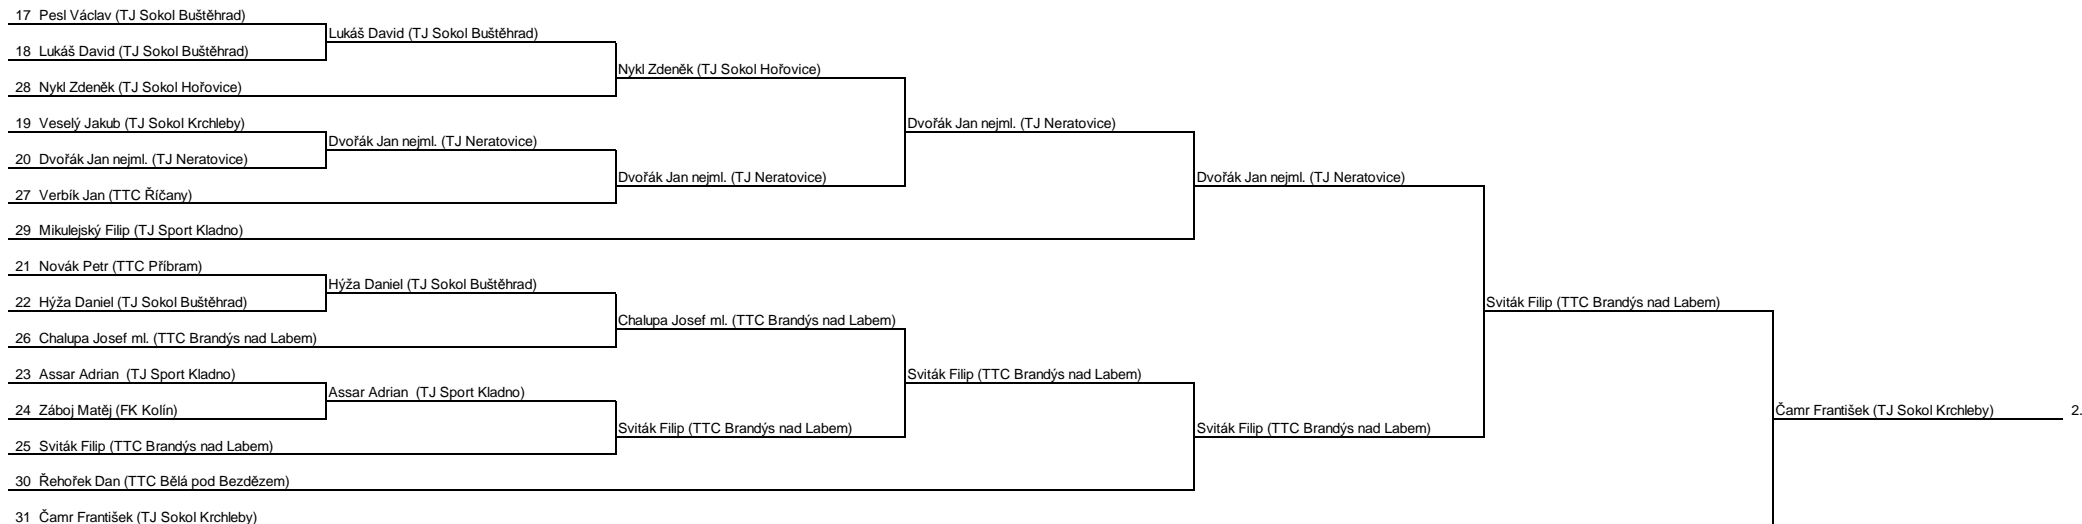 17 Pesl Václav (TJ Sokol Buštěhrad)
Lukáš David (TJ Sokol Buštěhrad)
18 Lukáš David (TJ Sokol Buštěhrad)
Nykl Zdeněk (TJ Sokol Hořovice)
28 Nykl Zdeněk (TJ Sokol Hořovice)
19 Veselý Jakub (TJ Sokol Krchleby)
Dvořák Jan nejml. (TJ Neratovice)
Dvořák Jan nejml. (TJ Neratovice)
20 Dvořák Jan nejml. (TJ Neratovice)
Dvořák Jan nejml. (TJ Neratovice)
Dvořák Jan nejml. (TJ Neratovice)
27 Verbík Jan (TTC Říčany)
29 Mikulejský Filip (TJ Sport Kladno)
21 Novák Petr (TTC Příbram)
Hýža Daniel (TJ Sokol Buštěhrad)
22 Hýža Daniel (TJ Sokol Buštěhrad)
Sviták Filip (TTC Brandýs nad Labem)
Chalupa Josef ml. (TTC Brandýs nad Labem)
26 Chalupa Josef ml. (TTC Brandýs nad Labem)
23 Assar Adrian (TJ Sport Kladno)
Sviták Filip (TTC Brandýs nad Labem)
Assar Adrian (TJ Sport Kladno)
24 Záboj Matěj (FK Kolín)
Čamr František (TJ Sokol Krchleby) 2.
Sviták Filip (TTC Brandýs nad Labem)
Sviták Filip (TTC Brandýs nad Labem)
25 Sviták Filip (TTC Brandýs nad Labem)
30 Řehořek Dan (TTC Bělá pod Bezdězem)
31 Čamr František (TJ Sokol Krchleby)